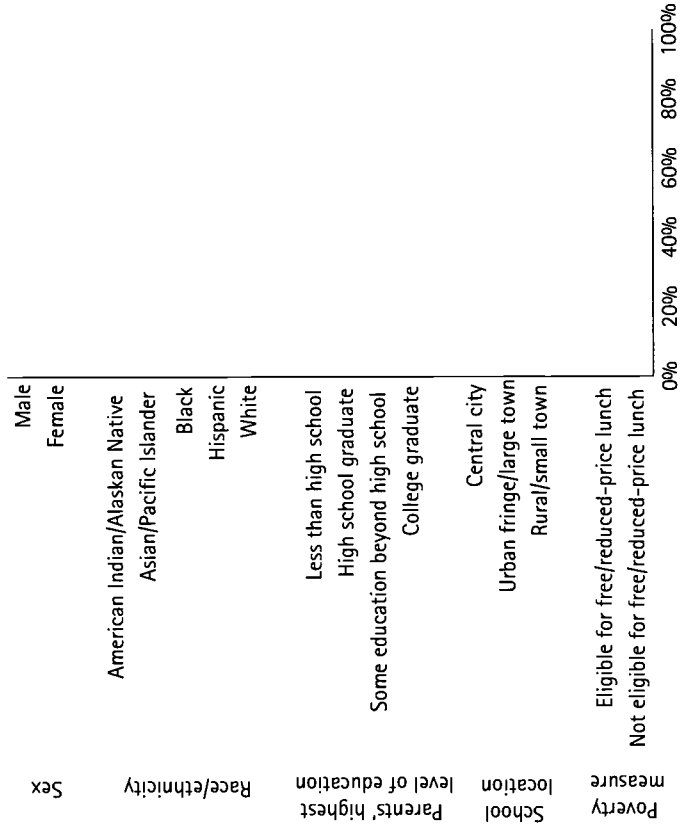 Sex
Male
Female
Race/ethnicity
American Indian/Alaskan Native
Asian/Pacific Islander
Black
Hispanic
White
Parents' highest
level of education
Less than high school
High school graduate
Some education beyond high school
College graduate
School
location
Central city
Urban fringe/large town
Rural/small town
Poverty
measure
Eligible for free/reduced-price lunch
Not eligible for free/reduced-price lunch
0%
20%
40%
60%
80%
100%